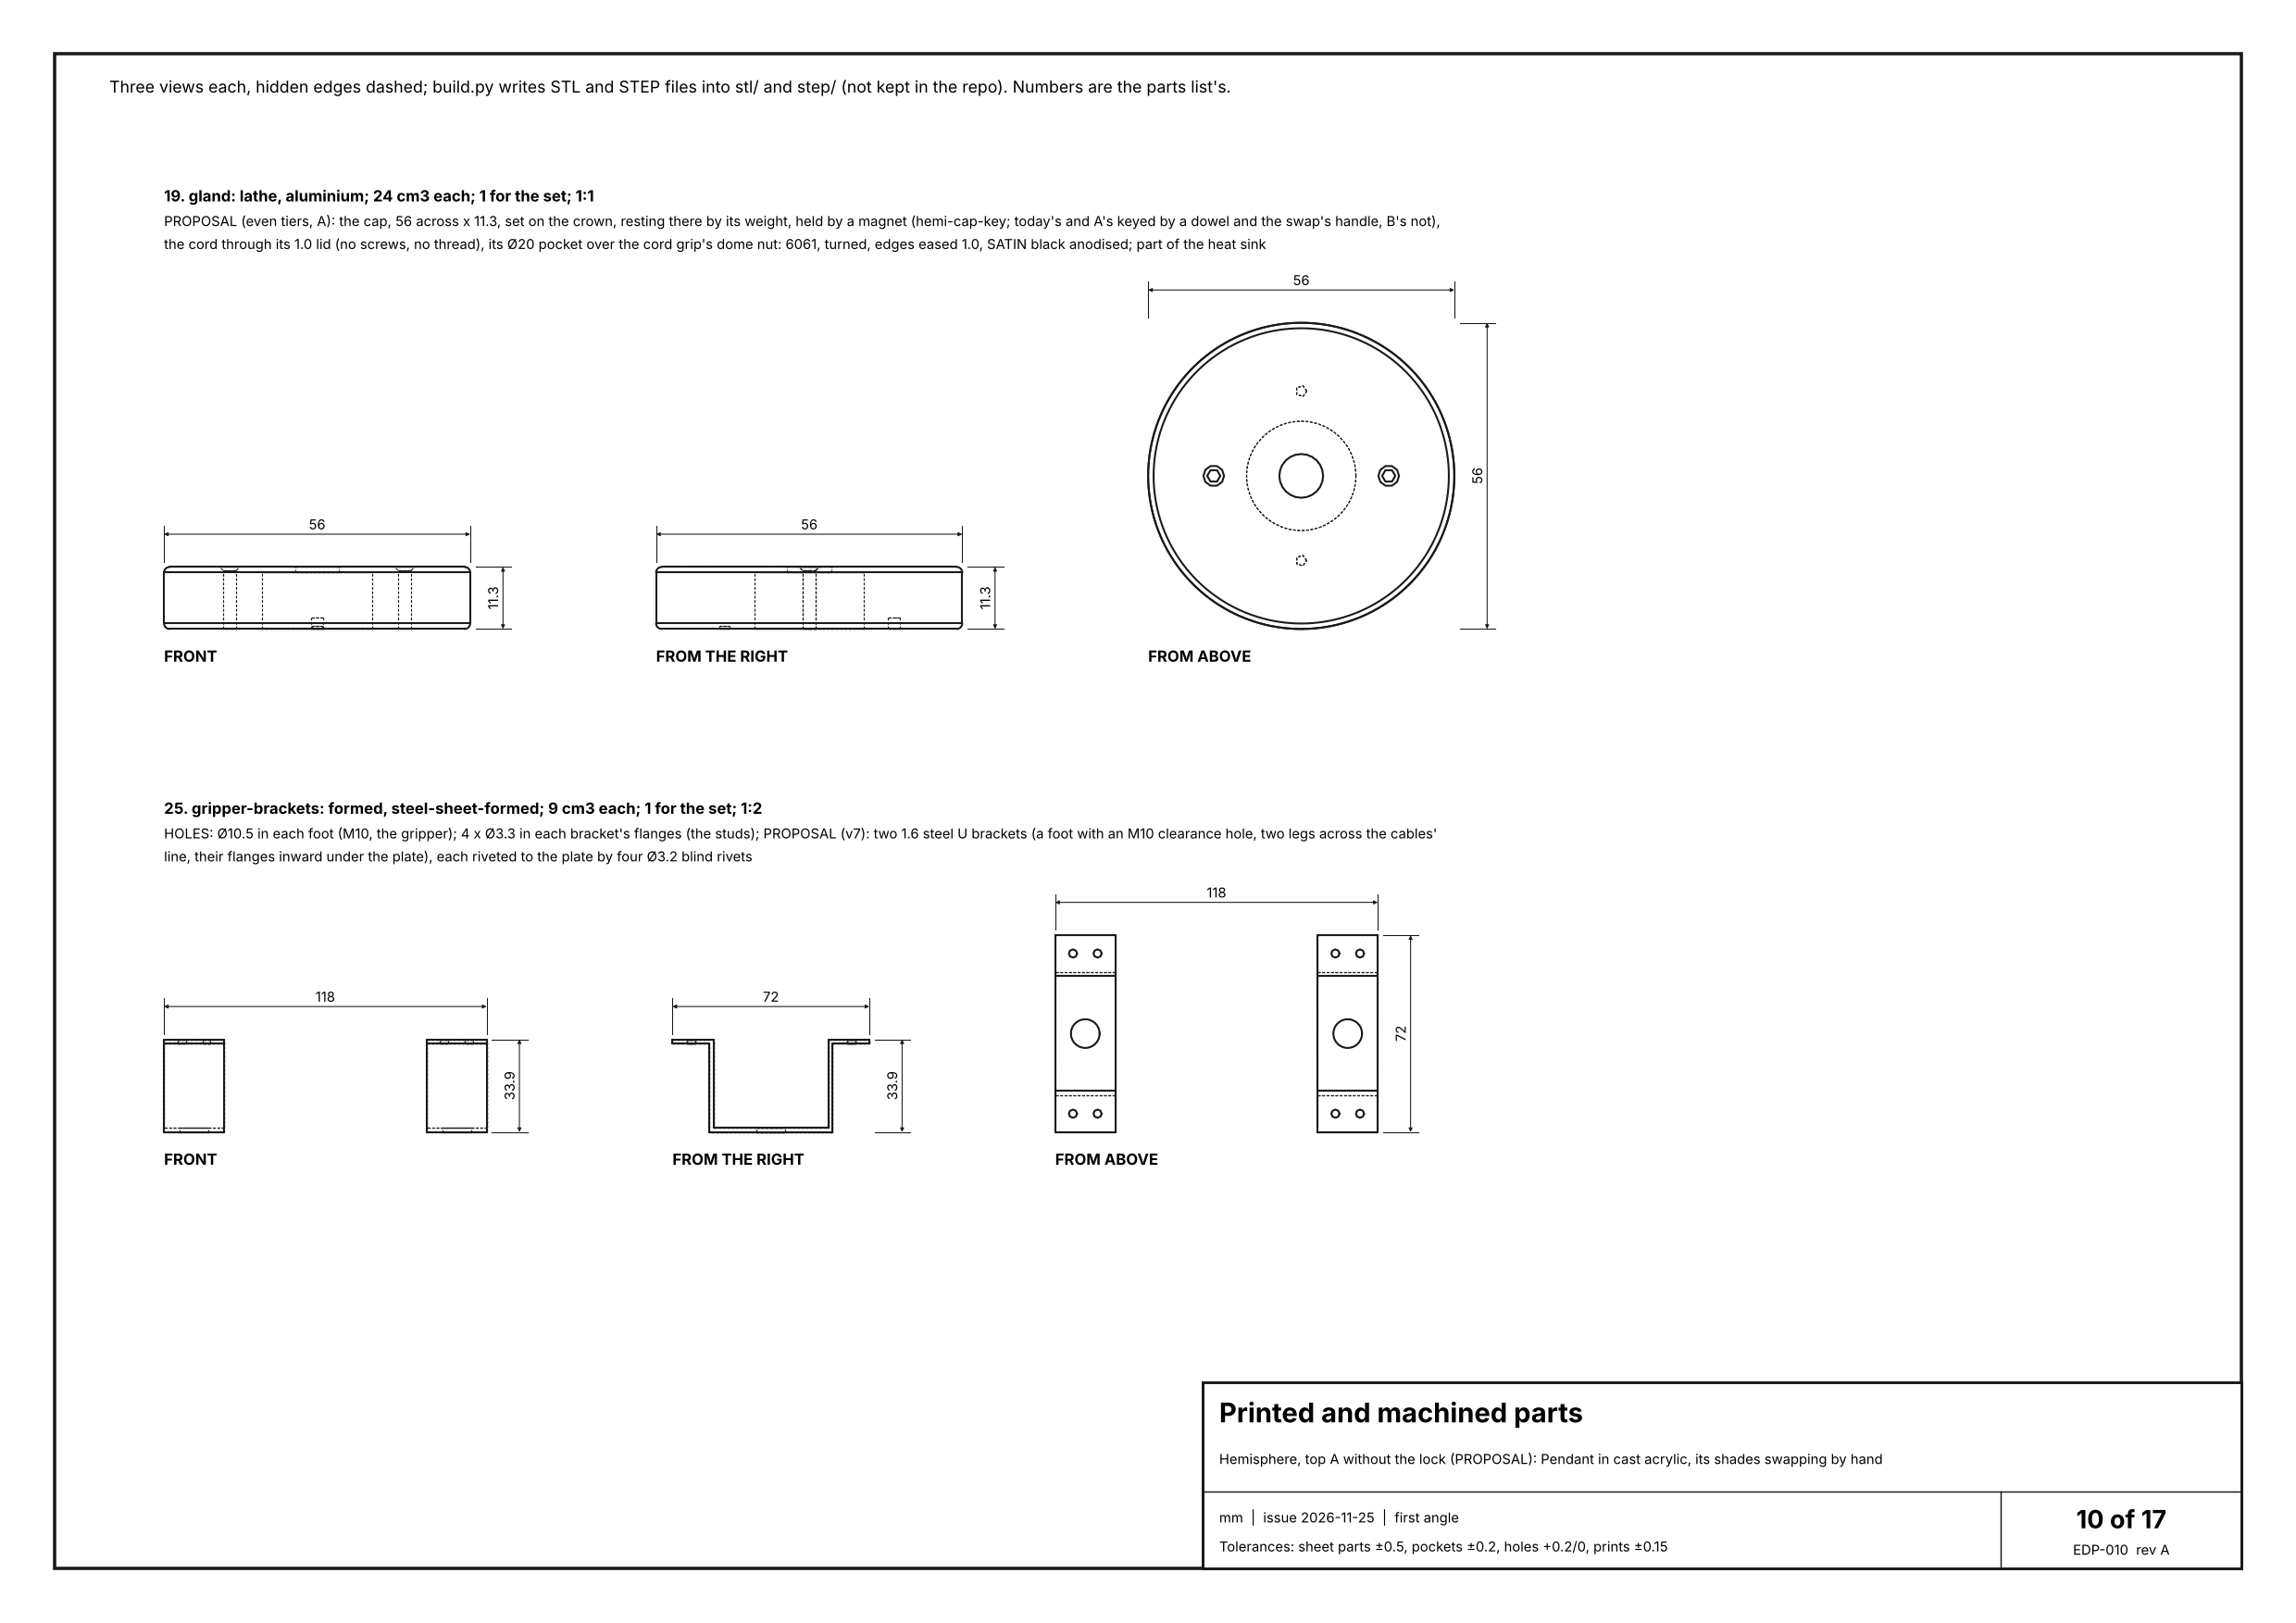 Three views each, hidden edges dashed; build.py writes STL and STEP files into stl/ and step/ (not kept in the repo). Numbers are the parts list's.
19. gland: lathe, aluminium; 24 cm3 each; 1 for the set; 1:1
PROPOSAL (even tiers, A): the cap, 56 across x 11.3, set on the crown, resting there by its weight, held by a magnet (hemi-cap-key; today's and A's keyed by a dowel and the swap's handle, B's not),
the cord through its 1.0 lid (no screws, no thread), its Ø20 pocket over the cord grip's dome nut: 6061, turned, edges eased 1.0, SATIN black anodised; part of the heat sink
56
56
56
11.3
56
11.3
FRONT
FROM THE RIGHT
FROM ABOVE
25. gripper-brackets: formed, steel-sheet-formed; 9 cm3 each; 1 for the set; 1:2
HOLES: Ø10.5 in each foot (M10, the gripper); 4 x Ø3.3 in each bracket's flanges (the studs); PROPOSAL (v7): two 1.6 steel U brackets (a foot with an M10 clearance hole, two legs across the cables'
line, their flanges inward under the plate), each riveted to the plate by four Ø3.2 blind rivets
118
72
118
33.9
72
33.9
FRONT
FROM THE RIGHT
FROM ABOVE
Printed and machined parts
Hemisphere, top A without the lock (PROPOSAL): Pendant in cast acrylic, its shades swapping by hand
mm | issue 2026-11-25 | first angle
Tolerances: sheet parts ±0.5, pockets ±0.2, holes +0.2/0, prints ±0.15
10 of 17
EDP-010 rev A